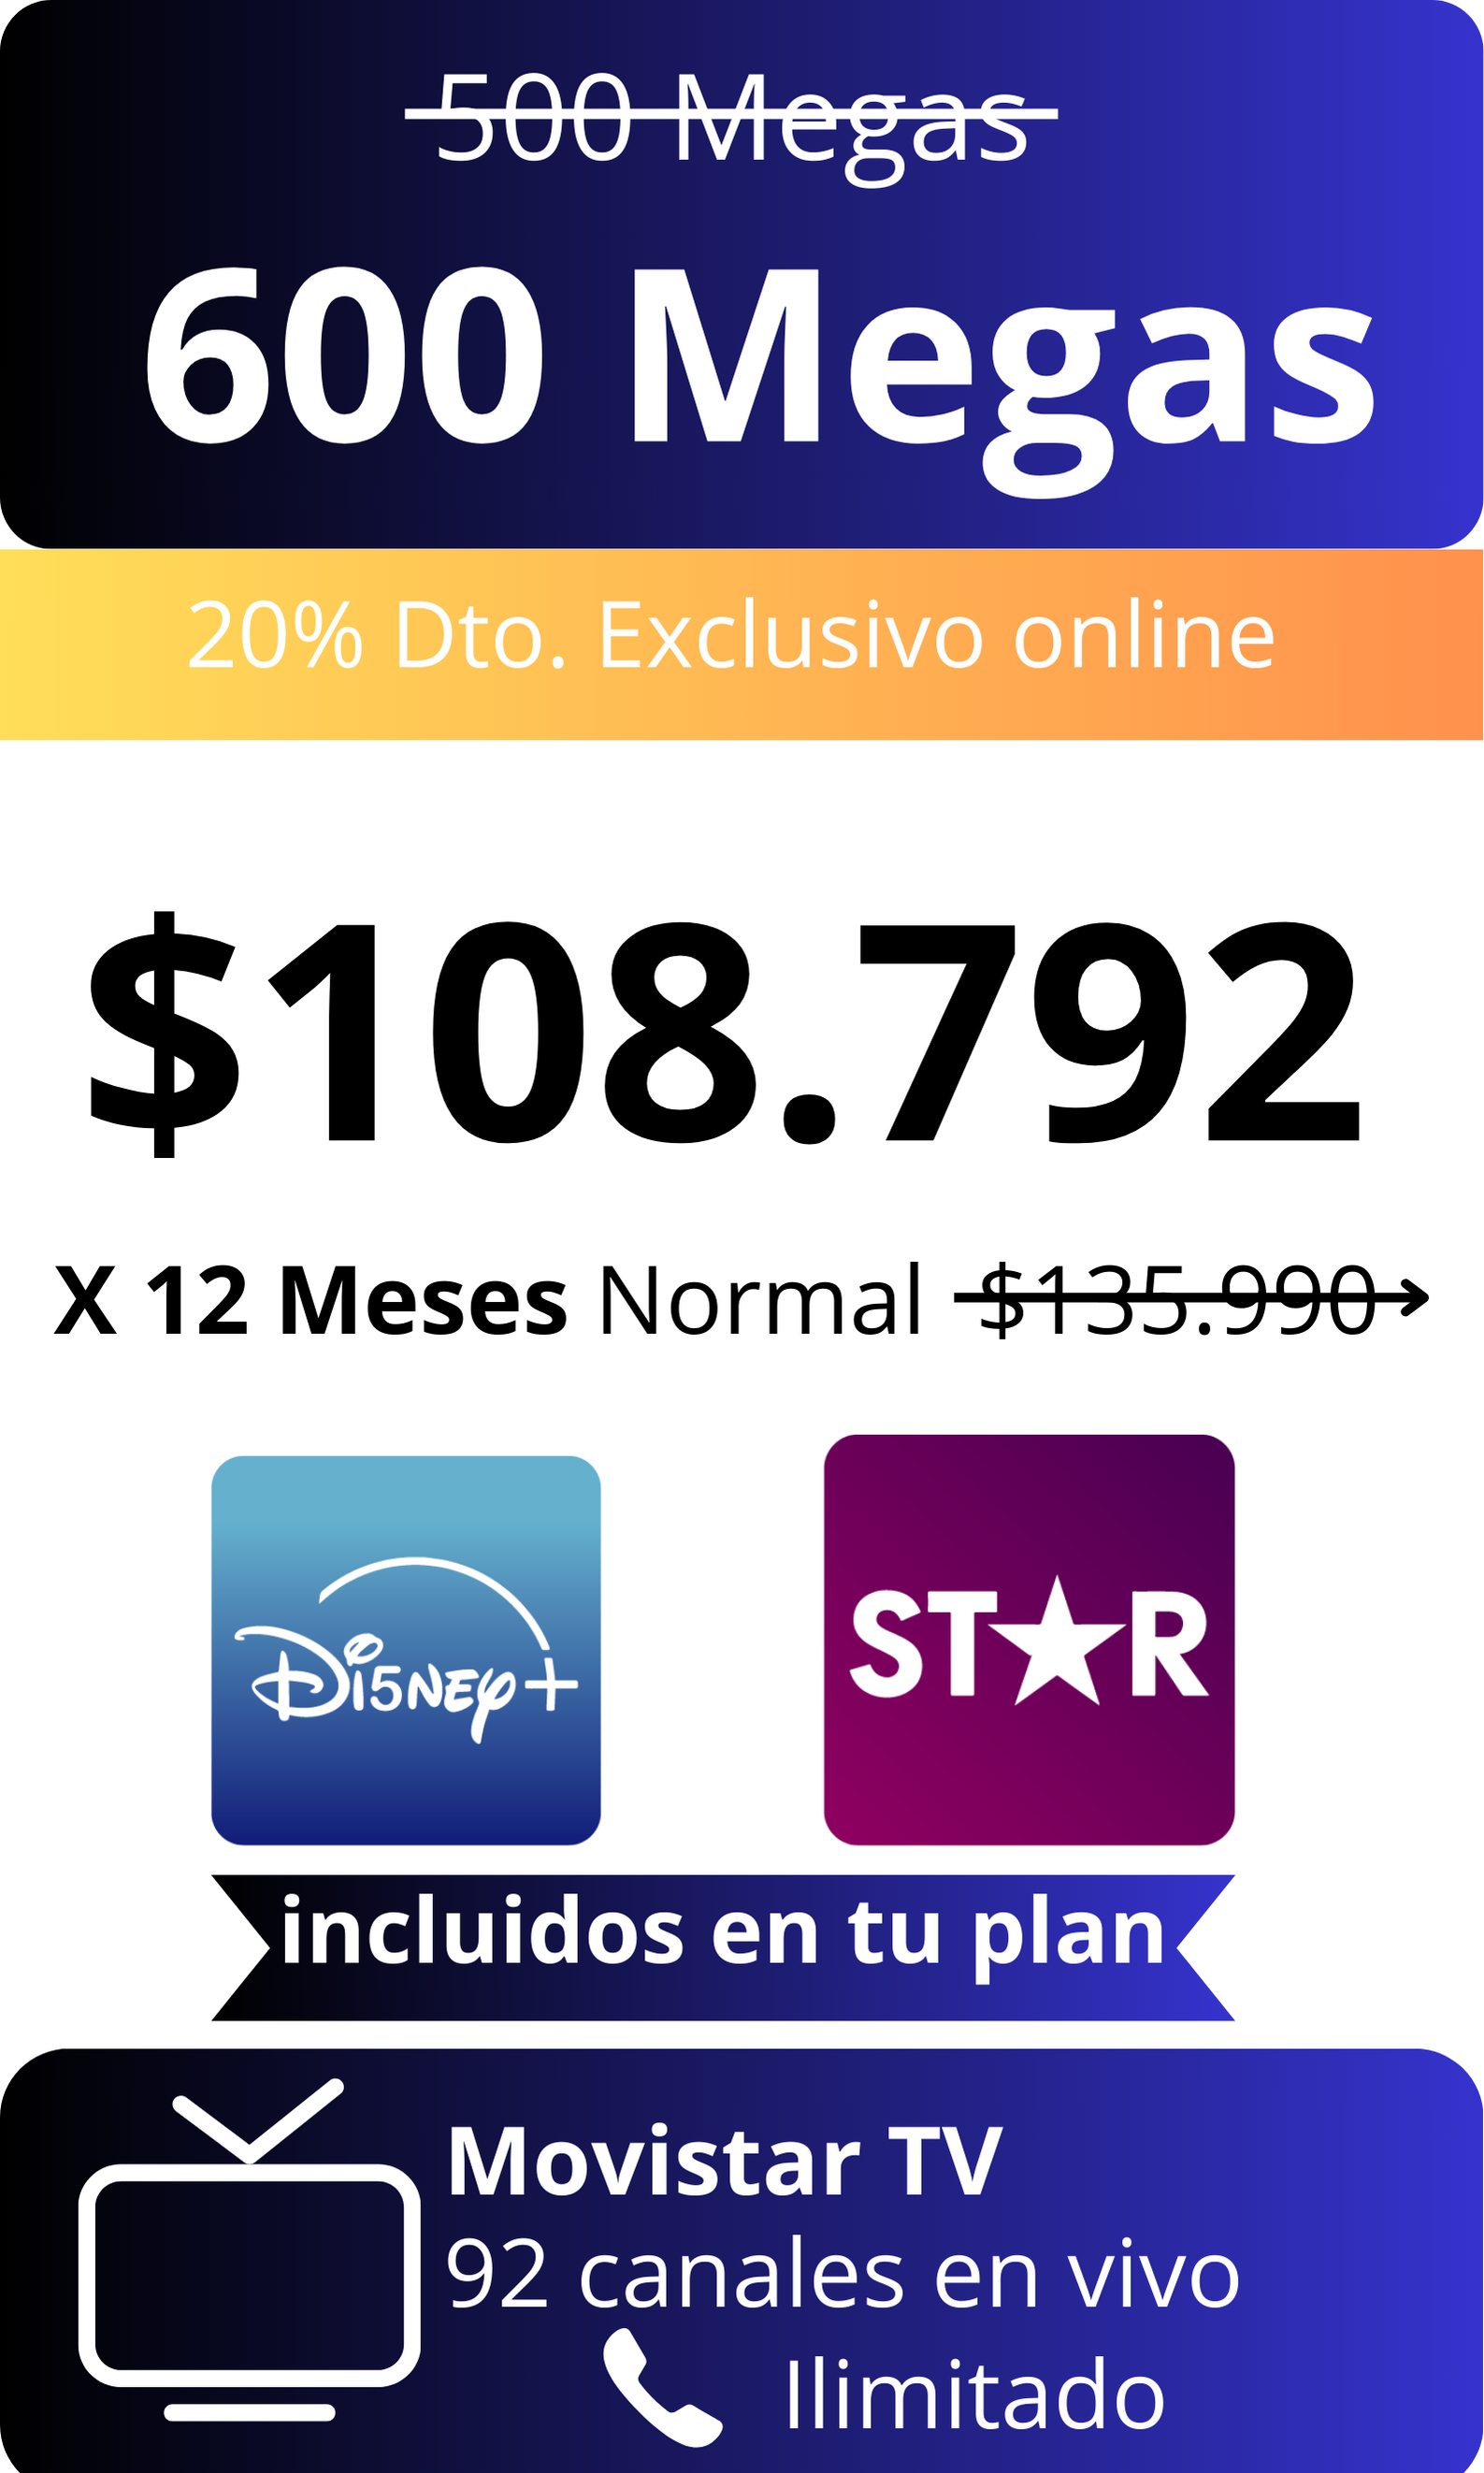 500 Megas
600 Megas
20% Dto. Exclusivo online
$108.792
X 12 Meses Normal $135.990
Disney+
STAR
incluidos en tu plan
Movistar TV
92 canales en vivo
Ilimitado